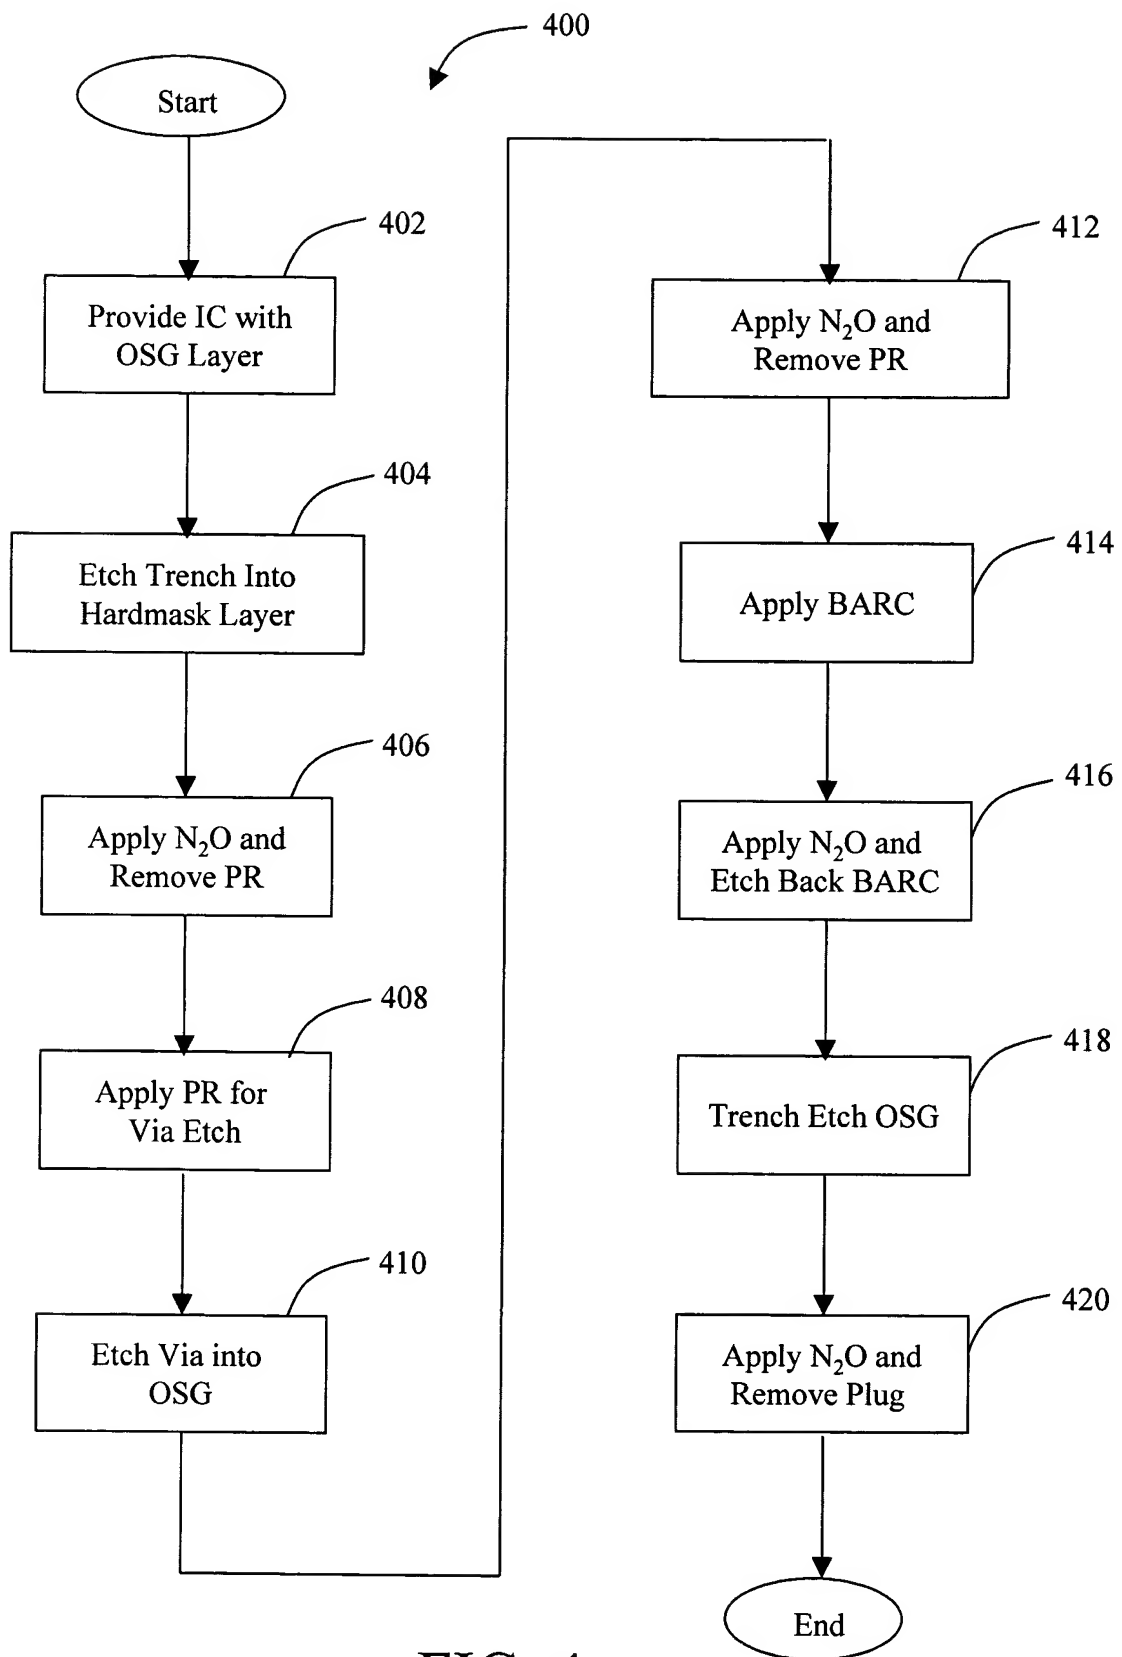 400
Start
402
Provide IC with
OSG Layer
404
Etch Trench Into
Hardmask Layer
406
Apply N₂O and
Remove PR
408
Apply PR for
Via Etch
410
Etch Via into
OSG
412
Apply N₂O and
Remove PR
414
Apply BARC
416
Apply N₂O and
Etch Back BARC
418
Trench Etch OSG
420
Apply N₂O and
Remove Plug
End